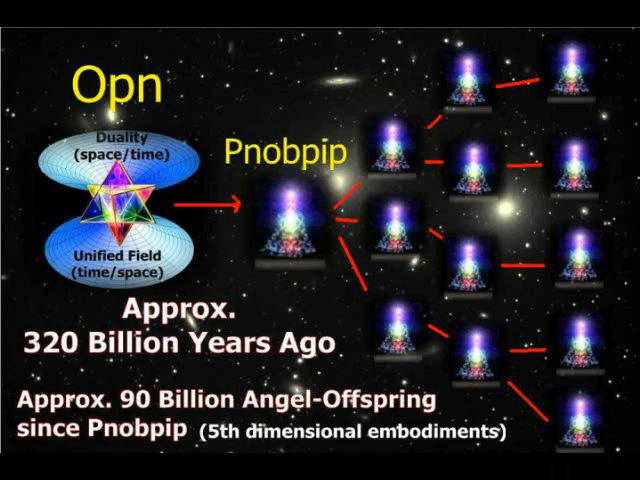 Opn
Duality
(space/time)
Pnobpip
Unified Field
(time/space)
Approx.
320 Billion Years Ago
Approx. 90 Billion Angel-Offspring
since Pnobpip (5th dimensional embodiments)